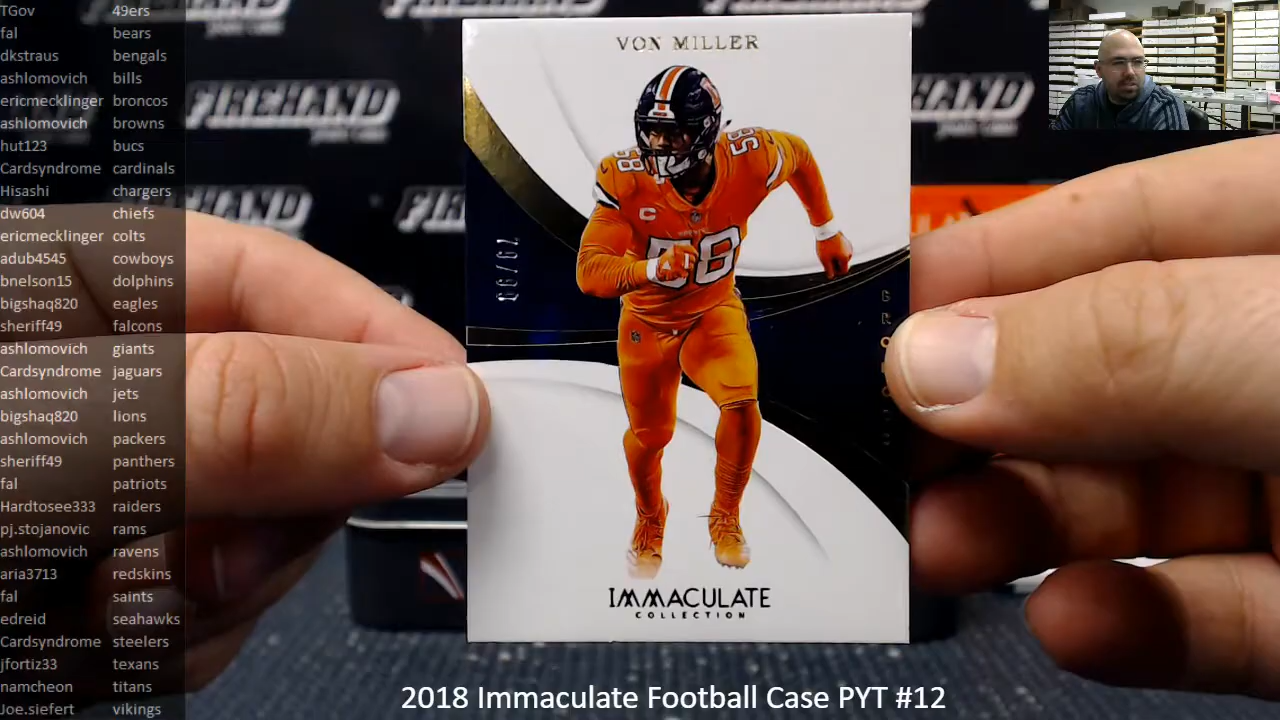 TGov 49ers
fal bears
dkstraus bengals
ashlomovich bills
ericmecklinger broncos
ashlomovich browns
hut123 bucs
Cardsyndrome cardinals
Hisashi chargers
dw604 chiefs
ericmecklinger colts
adub4545 cowboys
bnelson15 dolphins
bigshaq820 eagles
sheriff49 falcons
ashlomovich giants
Cardsyndrome jaguars
ashlomovich jets
bigshaq820 lions
ashlomovich packers
sheriff49 panthers
fal patriots
Hardtosee333 raiders
pj.stojanovic rams
ashlomovich ravens
aria3713 redskins
fal saints
edreid seahawks
Cardsyndrome steelers
jfortiz33 texans
namcheon titans
Joe.siefert vikings
FIREHAND
VON MILLER
58
58
C
58
IMMACULATE
COLLECTION
2018 Immaculate Football Case PYT #12